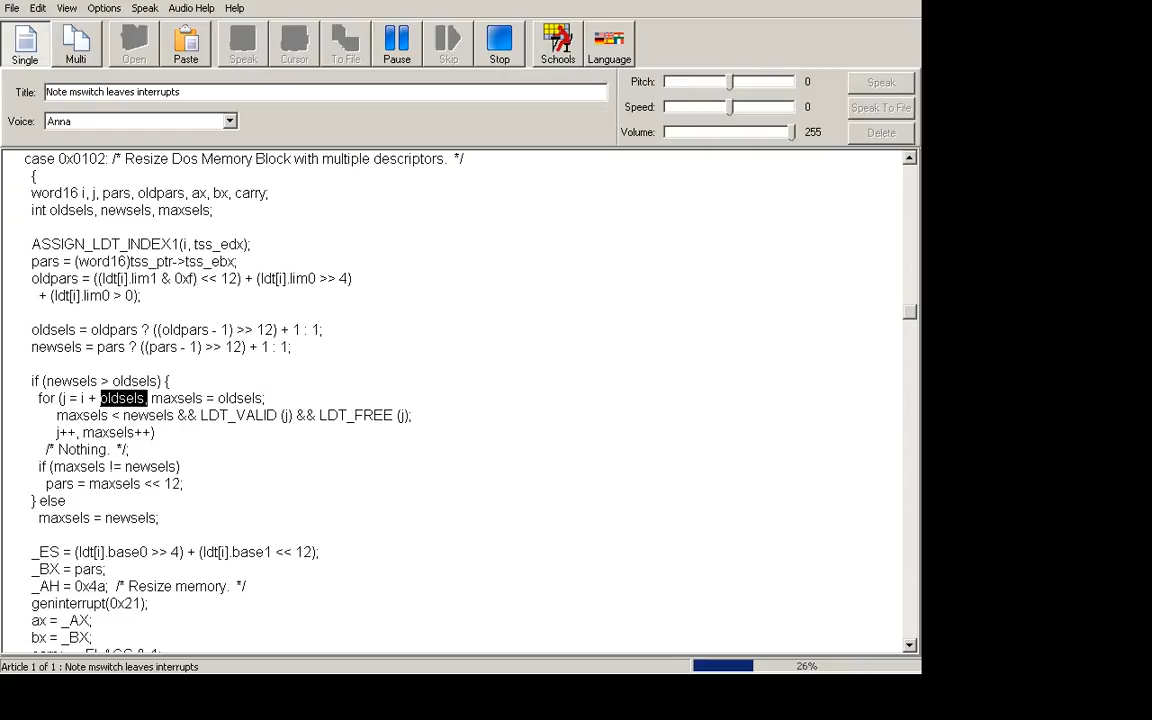 File Edit View Options Speak Audio Help Help
Single Multi Open Paste Speak Cursor To File Pause Skip Stop Schools Language
Title: Note mswitch leaves interrupts
Voice: Anna
Pitch: 0 Speak
Speed: 0 Speak To File
Volume: 255 Delete
case 0x0102: /* Resize Dos Memory Block with multiple descriptors.  */
{
word16 i, j, pars, oldpars, ax, bx, carry;
int oldsels, newsels, maxsels;
ASSIGN_LDT_INDEX1(i, tss_edx);
pars = (word16)tss_ptr->tss_ebx;
oldpars = ((ldt[i].lim1 & 0xf) << 12) + (ldt[i].lim0 >> 4)
+ (ldt[i].lim0 > 0);
oldsels = oldpars ? ((oldpars - 1) >> 12) + 1 : 1;
newsels = pars ? ((pars - 1) >> 12) + 1 : 1;
if (newsels > oldsels) {
for (j = i + oldsels, maxsels = oldsels;
maxsels < newsels && LDT_VALID (j) && LDT_FREE (j);
j++, maxsels++)
/* Nothing.  */;
if (maxsels != newsels)
pars = maxsels << 12;
} else
maxsels = newsels;
_ES = (ldt[i].base0 >> 4) + (ldt[i].base1 << 12);
_BX = pars;
_AH = 0x4a;  /* Resize memory.  */
geninterrupt(0x21);
ax = _AX;
bx = _BX;
Article 1 of 1 : Note mswitch leaves interrupts 26%